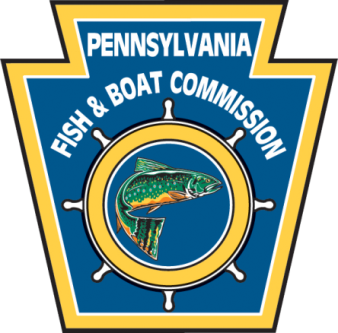 PENNSYLVANIA
FISH & BOAT COMMISSION